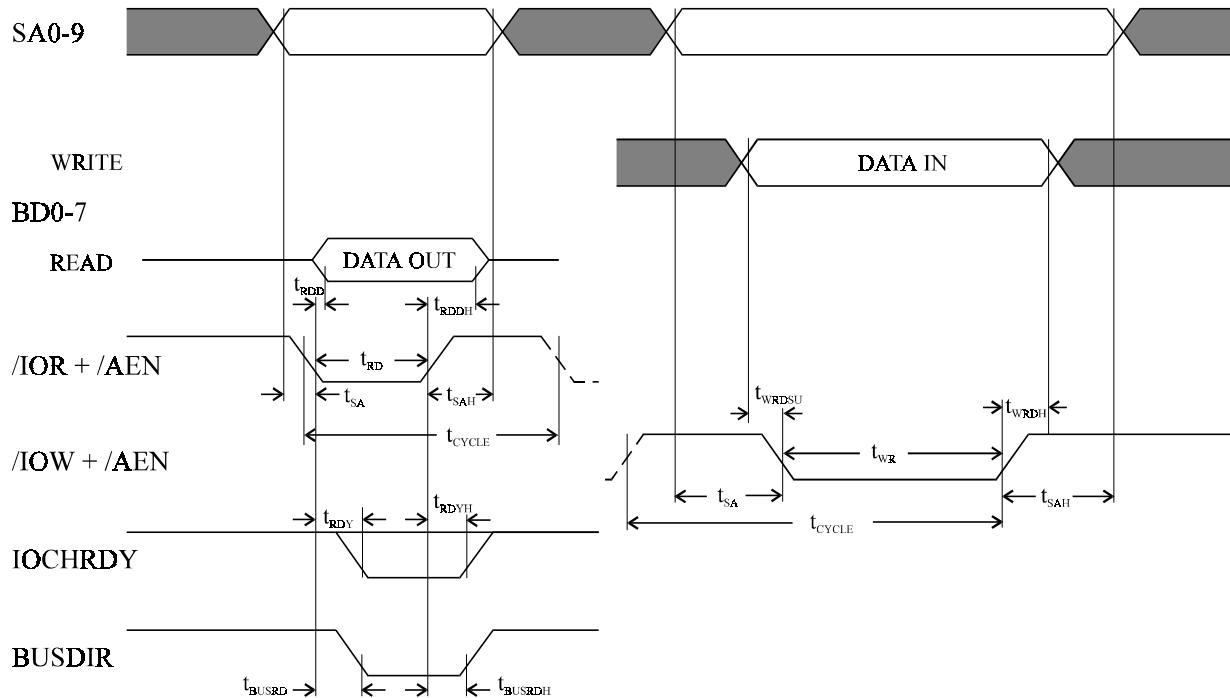 SA0-9
WRITE
DATA IN
BD0-7
READ
DATA OUT
tRDD
tRDDH
/IOR + /AEN
tRD
tSA
tSAH
tWRDSU
tWRDH
tCYCLE
/IOW + /AEN
tWR
tSA
tSAH
tRDY
tRDYH
tCYCLE
IOCHRDY
BUSDIR
tBUSRD
tBUSRDH